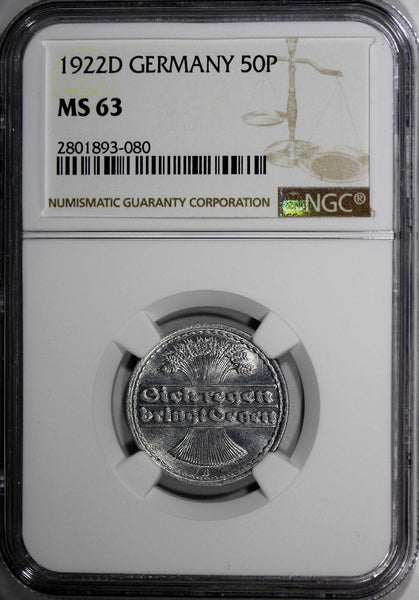 1922D GERMANY 50P
MS 63
2801893-080
NUMISMATIC GUARANTY CORPORATION
NGC®
Sich regen
bringt Segen